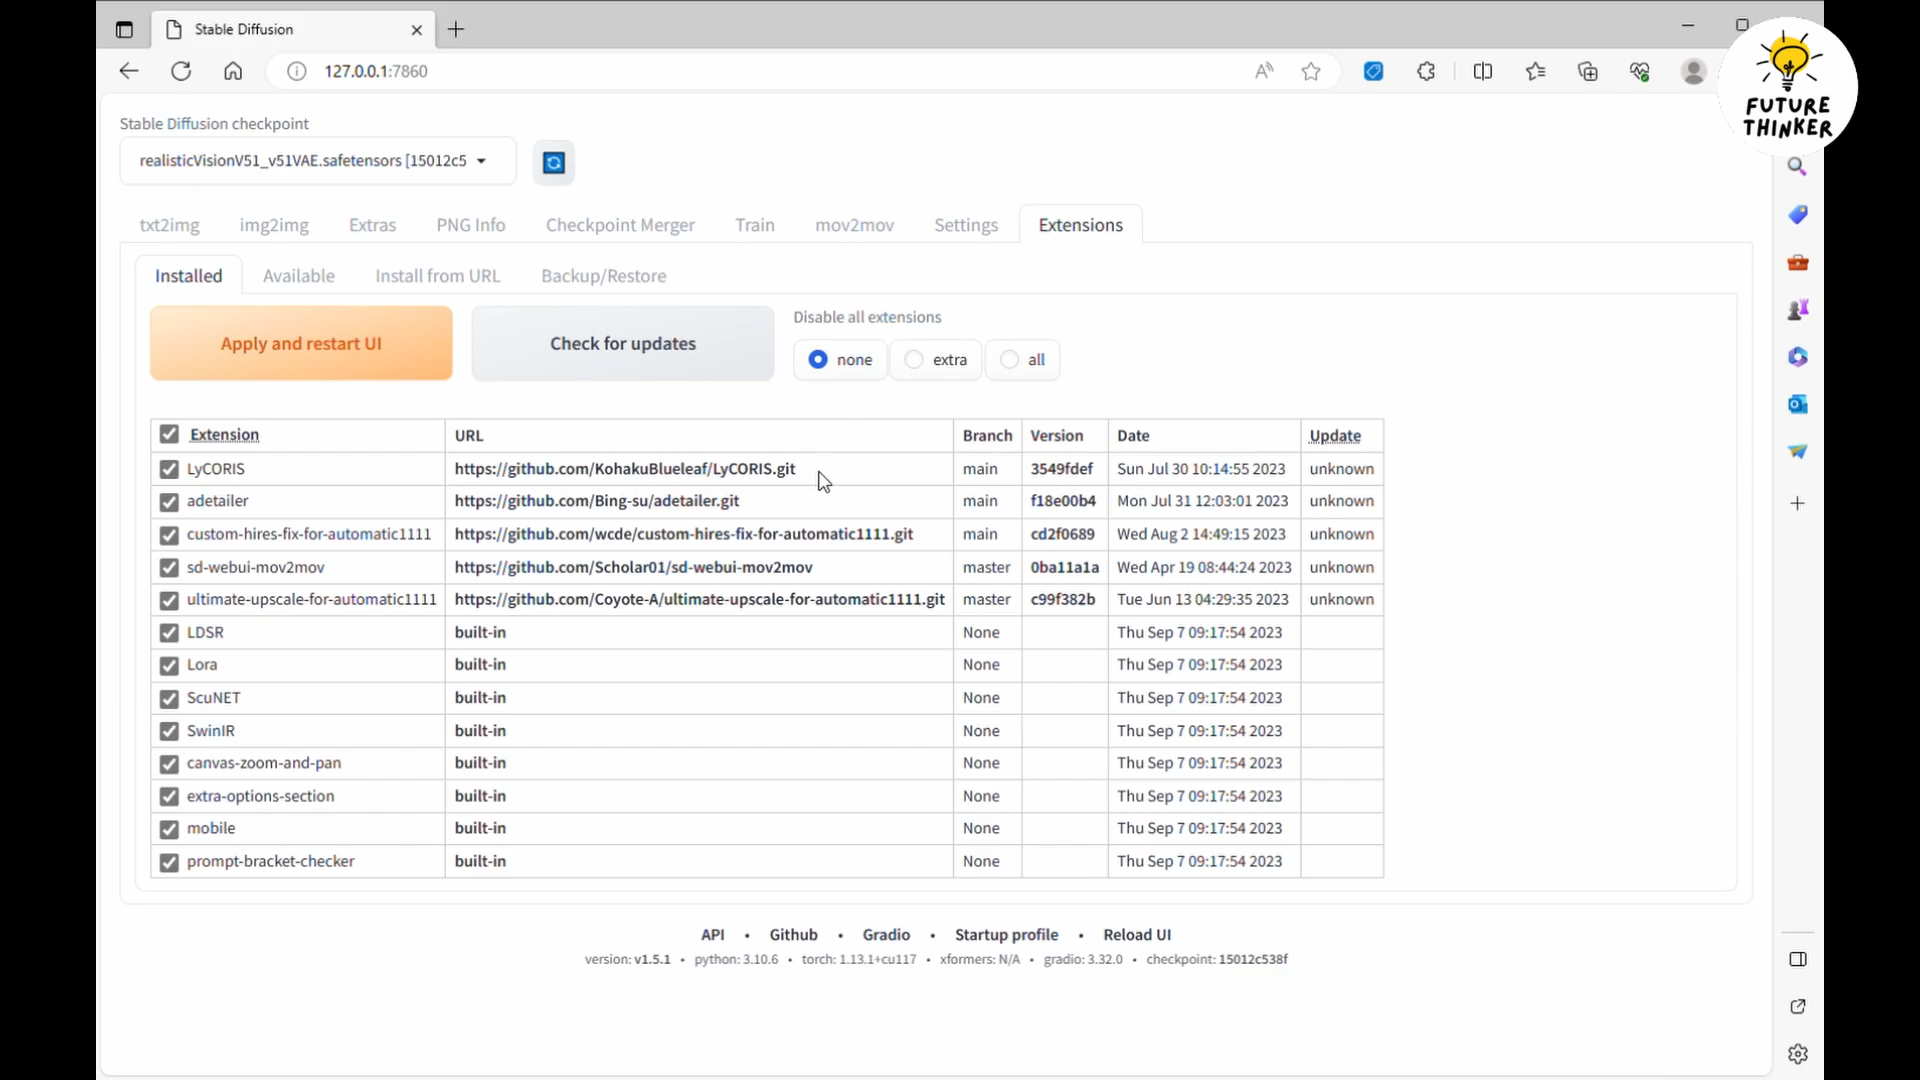 Stable Diffusion
127.0.0.1:7860
FUTURE
THINKER
Stable Diffusion checkpoint
realisticVisionV51_v51VAE.safetensors [15012c5
txt2img img2img Extras PNG Info Checkpoint Merger Train mov2mov Settings Extensions
Installed Available Install from URL Backup/Restore
Apply and restart UI Check for updates
Disable all extensions
none extra all
Extension URL Branch Version Date Update
LyCORIS https://github.com/KohakuBlueleaf/LyCORIS.git main 3549fdef Sun Jul 30 10:14:55 2023 unknown
adetailer https://github.com/Bing-su/adetailer.git main f18e00b4 Mon Jul 31 12:03:01 2023 unknown
custom-hires-fix-for-automatic1111 https://github.com/wcde/custom-hires-fix-for-automatic1111.git main cd2f0689 Wed Aug 2 14:49:15 2023 unknown
sd-webui-mov2mov https://github.com/Scholar01/sd-webui-mov2mov master 0ba11a1a Wed Apr 19 08:44:24 2023 unknown
ultimate-upscale-for-automatic1111 https://github.com/Coyote-A/ultimate-upscale-for-automatic1111.git master c99f382b Tue Jun 13 04:29:35 2023 unknown
LDSR built-in None Thu Sep 7 09:17:54 2023
Lora built-in None Thu Sep 7 09:17:54 2023
ScuNET built-in None Thu Sep 7 09:17:54 2023
SwinIR built-in None Thu Sep 7 09:17:54 2023
canvas-zoom-and-pan built-in None Thu Sep 7 09:17:54 2023
extra-options-section built-in None Thu Sep 7 09:17:54 2023
mobile built-in None Thu Sep 7 09:17:54 2023
prompt-bracket-checker built-in None Thu Sep 7 09:17:54 2023
API • Github • Gradio • Startup profile • Reload UI
version: v1.5.1 • python: 3.10.6 • torch: 1.13.1+cu117 • xformers: N/A • gradio: 3.32.0 • checkpoint: 15012c538f